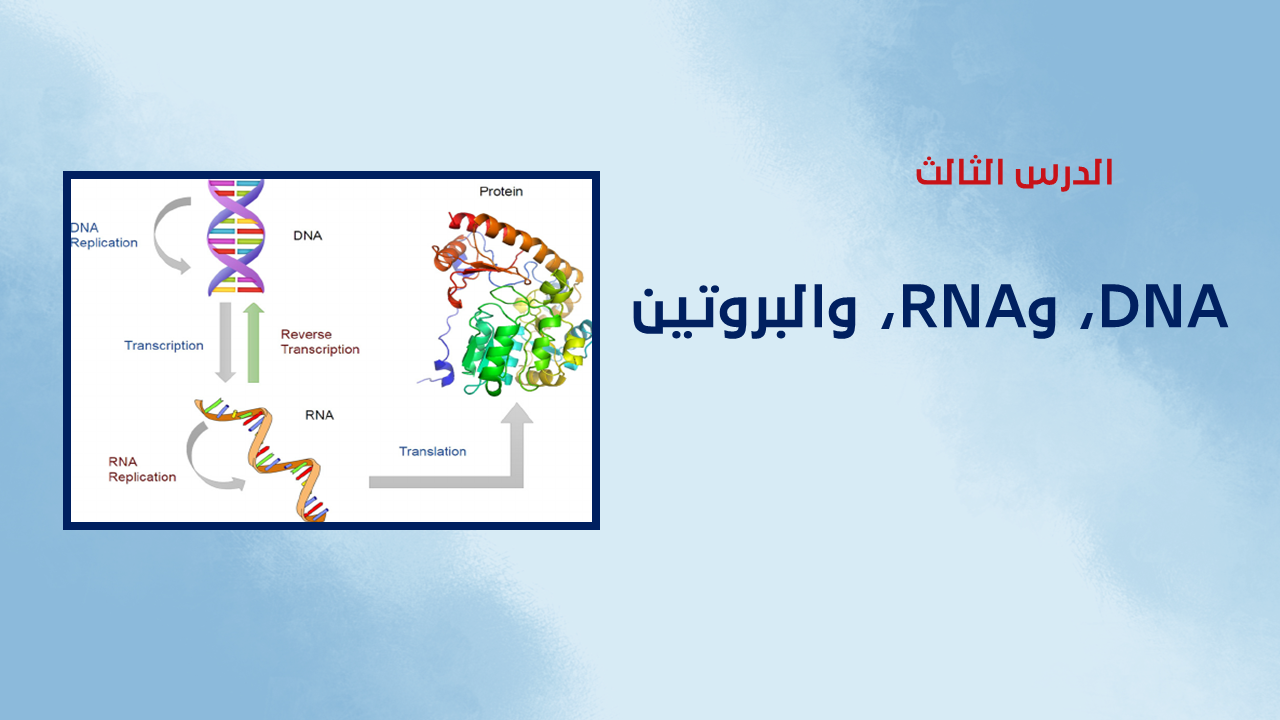 الدرس الثالث
DNA، وRNA، والبروتين
Protein
DNA
Replication
DNA
Transcription
Reverse
Transcription
RNA
RNA
Replication
Translation